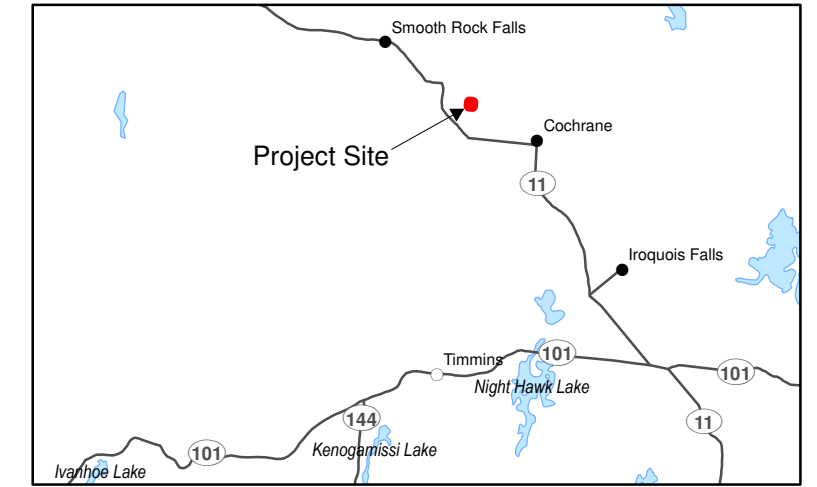 Smooth Rock Falls
Cochrane
Project Site
11
Iroquois Falls
Timmins
101
101
Night Hawk Lake
144
11
Kenogamissi Lake
101
Ivanhoe Lake